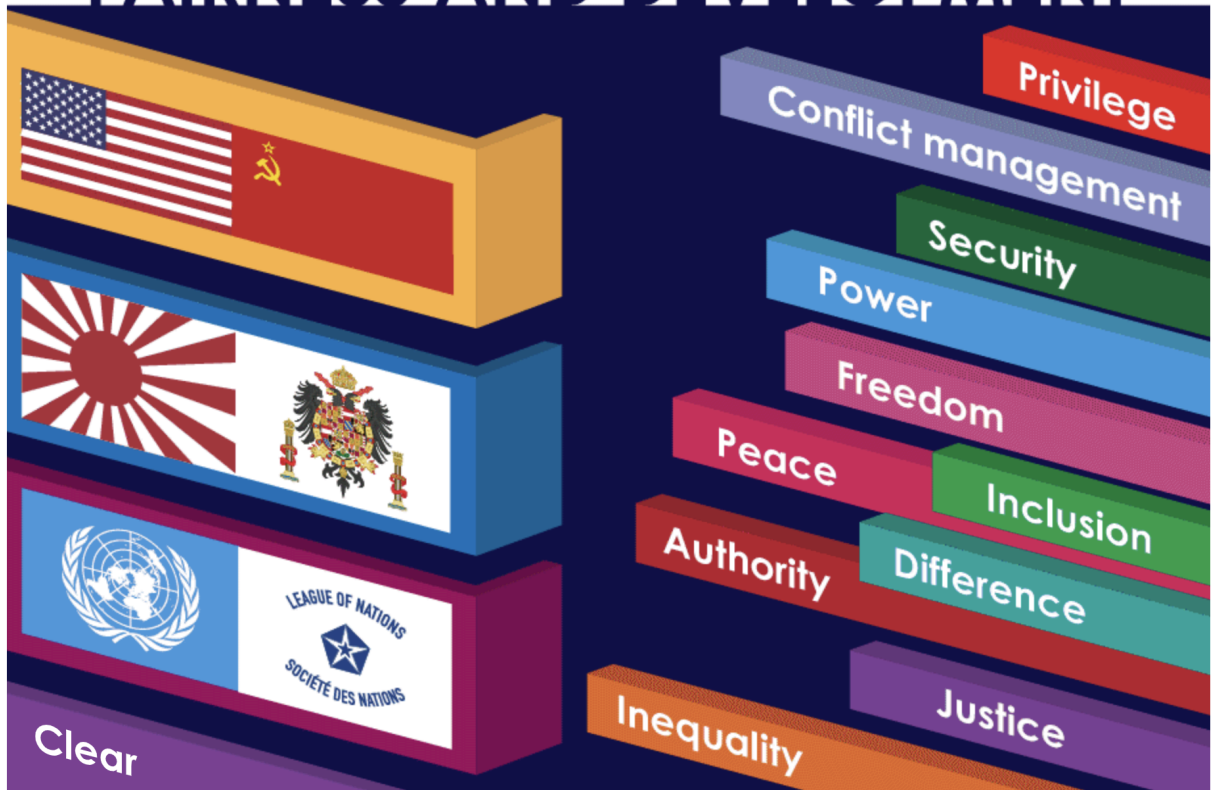 Privilege
Conflict management
Security
Power
Freedom
Peace
Inclusion
Authority
Difference
LEAGUE OF NATIONS
SOCIÉTÉ DES NATIONS
Justice
Inequality
Clear